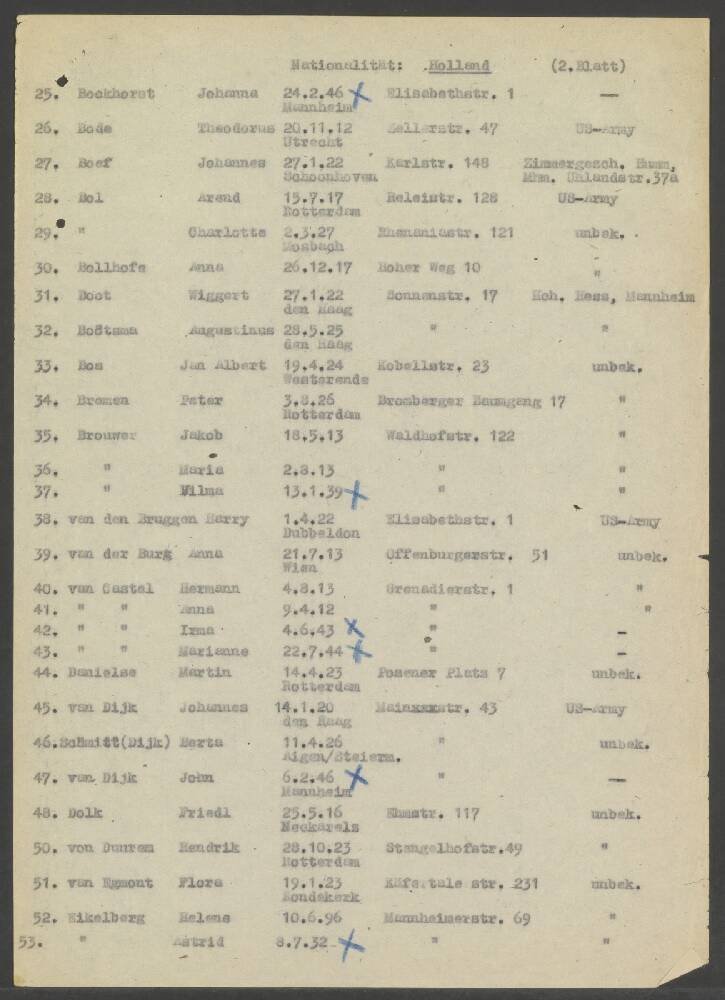 Nationalität: Holland (2.Blatt)
25. Bockhorst Johanna 24.2.46 Elisabethstr. 1 —
Mannheim
26. Bode Theodorus 20.11.12 Zellerstr. 47 US-Army
Utrecht
27. Boef Johannes 27.1.22 Karlstr. 148 Zimmergesch.
Schoonhoven Mhm. Uhlandstr.37a
28. Bol Arend 15.7.17 Releistr. 128 US-Army
Rotterdam
29. " Charlotte 2.3.27 Rhenaniastr. 121 unbek.
Mosbach
30. Bollhofs Anna 26.12.17 Hoher Weg 10 "
31. Boot Wiggert 27.1.22 Sonnenstr. 17 Hch. Hess, Mannheim
den Haag
32. Boötsma Augustinus 28.5.25 " "
den Haag
33. Bos Jan Albert 19.4.24 Kobellstr. 23 unbek.
Westerende
34. Bromen Peter 3.8.26 Bromberger Baumgang 17 "
Rotterdam
35. Brouwer Jakob 18.5.13 Waldhofstr. 122 "
36. " Maria 2.8.13 " "
37. " Wilma 13.1.39 " "
38. van den Bruggen Harry 1.4.22 Elisabethstr. 1 US-Army
Dubbeldon
39. van der Burg Anna 21.7.13 Offenburgerstr. 51 unbek.
Wien
40. van Castel Hermann 4.8.13 Grenadierstr. 1 "
41. " " Anna 9.4.12 " "
42. " " Irma 4.6.43 " -
43. " " Marianne 22.7.44 " -
44. Danielse Martin 14.4.23 Posener Platz 7 unbek.
Rotterdam
45. van Dijk Johannes 14.1.20 43 US-Army
den Haag
46.Schmitt(Dijk) Berta 11.4.26 " unbek.
Aigen/Steierm.
47. van Dijk John 6.2.46 " —
Mannheim
48. Dolk Friedl 25.5.16 117 unbek.
Neckarelz
50. von Duurem Hendrik 28.10.23 Stengelhofstr.49 "
Rotterdam
51. van Egmont Flora 19.1.23 Käfertale str. 231 unbek.
52. Eikelberg Helene 10.6.96 Mannheimerstr. 69 "
53. " Astrid 8.7.32 " "